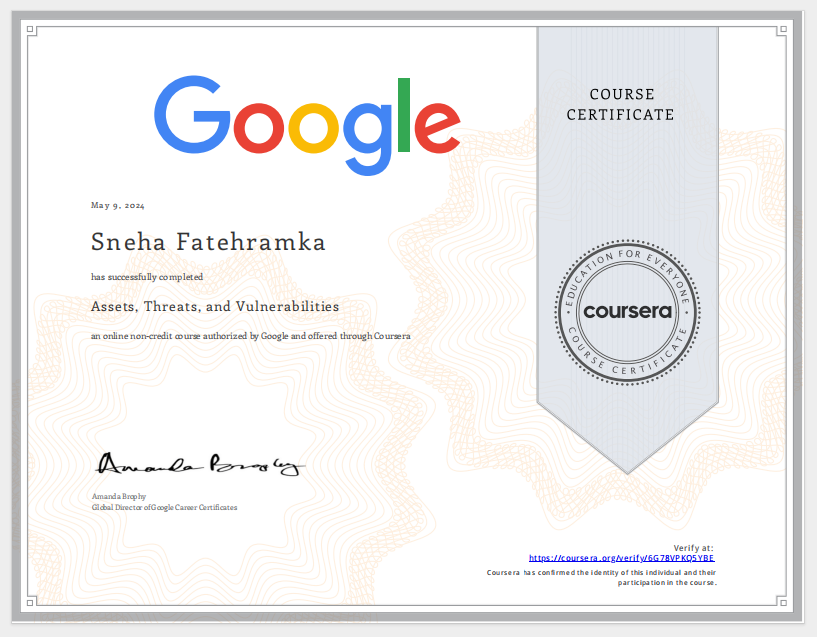 Google
COURSE
CERTIFICATE
May 9, 2024
Sneha Fatehramka
has successfully completed
Assets, Threats, and Vulnerabilities
an online non-credit course authorized by Google and offered through Coursera
EDUCATION FOR EVERYONE
coursera
COURSE CERTIFICATE
Amanda Brophy
Amanda Brophy
Global Director of Google Career Certificates
Verify at:
https://coursera.org/verify/6G78VPKQ5YBE
Coursera has confirmed the identity of this individual and their
participation in the course.